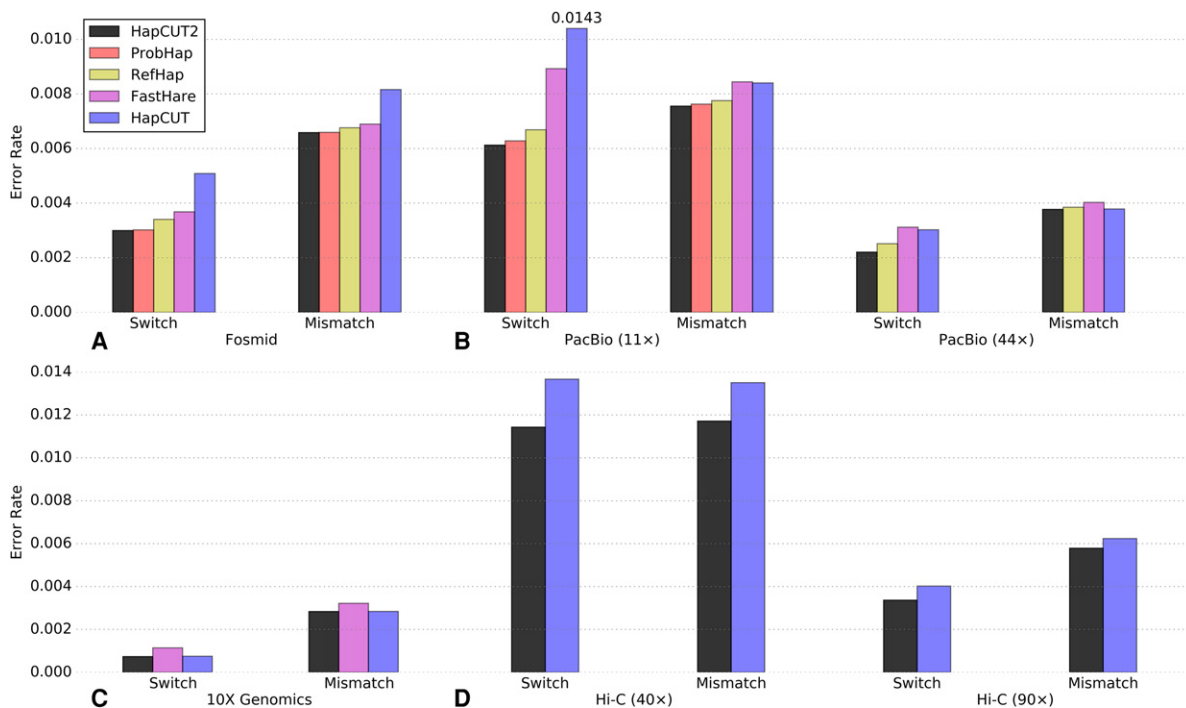 0.0143
0.010
0.008
0.006
0.004
0.002
0.000
Error Rate
HapCUT2
ProbHap
RefHap
FastHare
HapCUT
Switch
Mismatch
Switch
Mismatch
Switch
Mismatch
A
Fosmid
B
PacBio (11×)
PacBio (44×)
0.014
0.012
0.010
0.008
0.006
0.004
0.002
0.000
Error Rate
Switch
Mismatch
Switch
Mismatch
Switch
Mismatch
C
10X Genomics
D
Hi-C (40×)
Hi-C (90×)